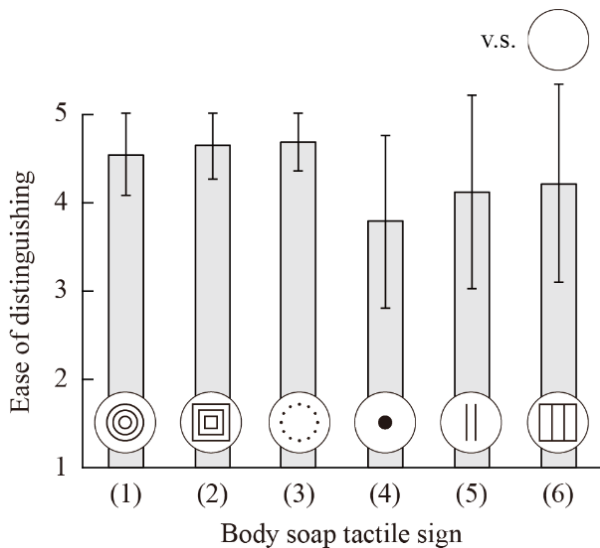 v.s.
5
4
3
2
1
Ease of distinguishing
(1) (2) (3) (4) (5) (6)
Body soap tactile sign